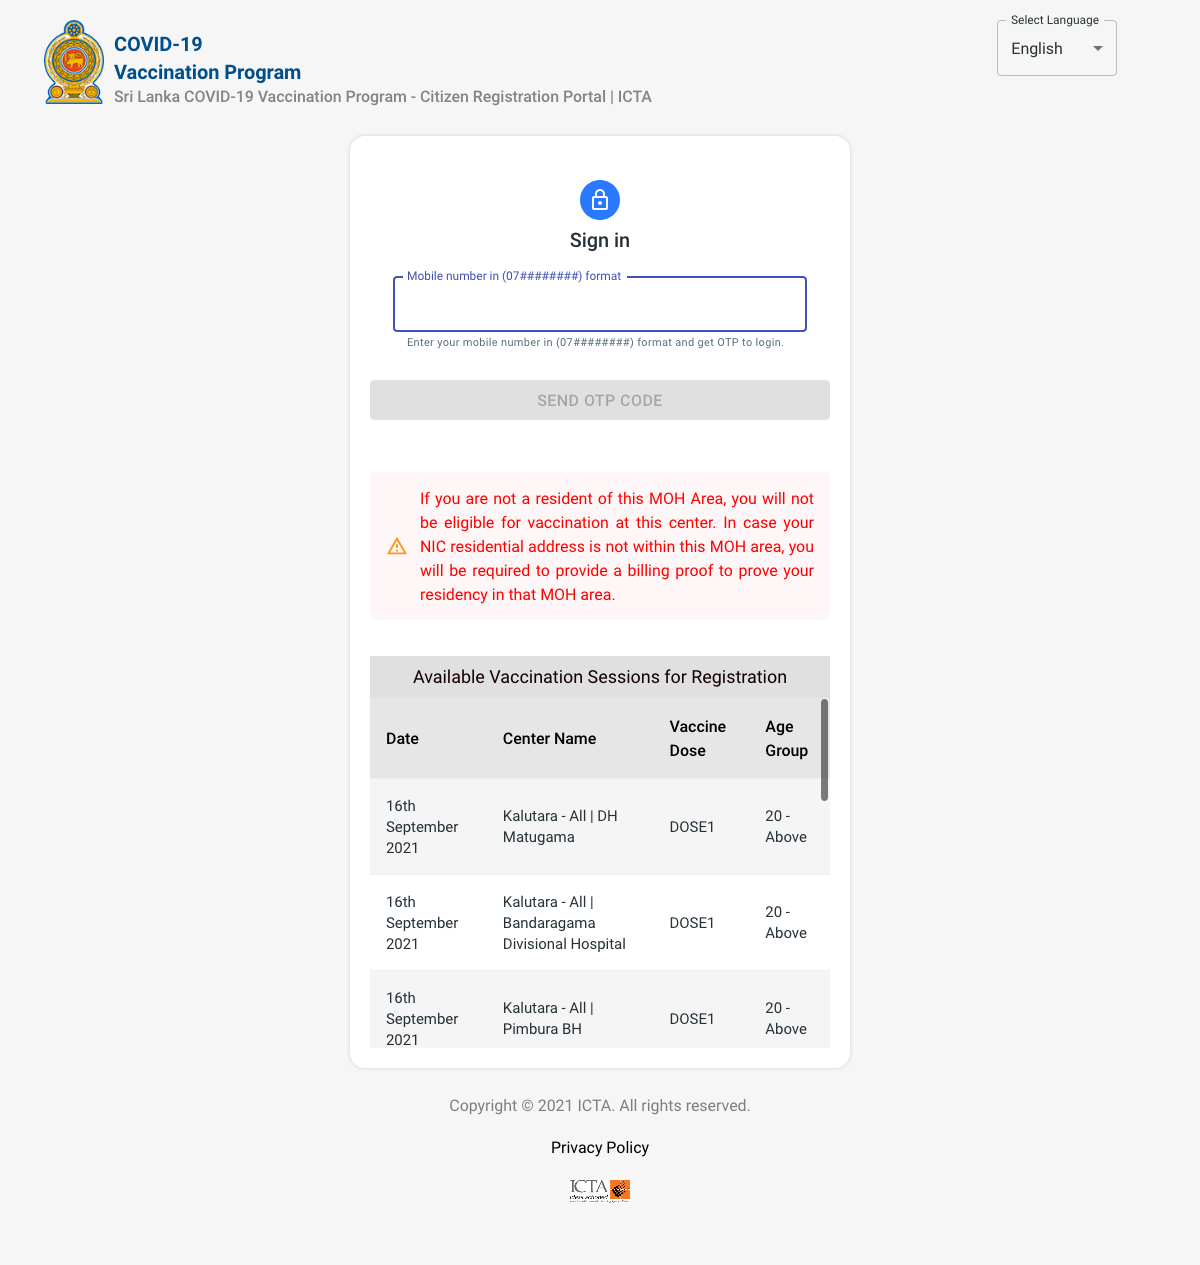 COVID-19
Vaccination Program
Sri Lanka COVID-19 Vaccination Program - Citizen Registration Portal | ICTA
Select Language
English
Sign in
Mobile number in (07########) format
Enter your mobile number in (07########) format and get OTP to login.
SEND OTP CODE
If you are not a resident of this MOH Area, you will not
be eligible for vaccination at this center. In case your
NIC residential address is not within this MOH area, you
will be required to provide a billing proof to prove your
residency in that MOH area.
Available Vaccination Sessions for Registration
Date
Center Name
Vaccine
Dose
Age
Group
16th
September
2021
Kalutara - All | DH
Matugama
DOSE1
20 -
Above
16th
September
2021
Kalutara - All |
Bandaragama
Divisional Hospital
DOSE1
20 -
Above
16th
September
2021
Kalutara - All |
Pimbura BH
DOSE1
20 -
Above
Copyright © 2021 ICTA. All rights reserved.
Privacy Policy
ICTA